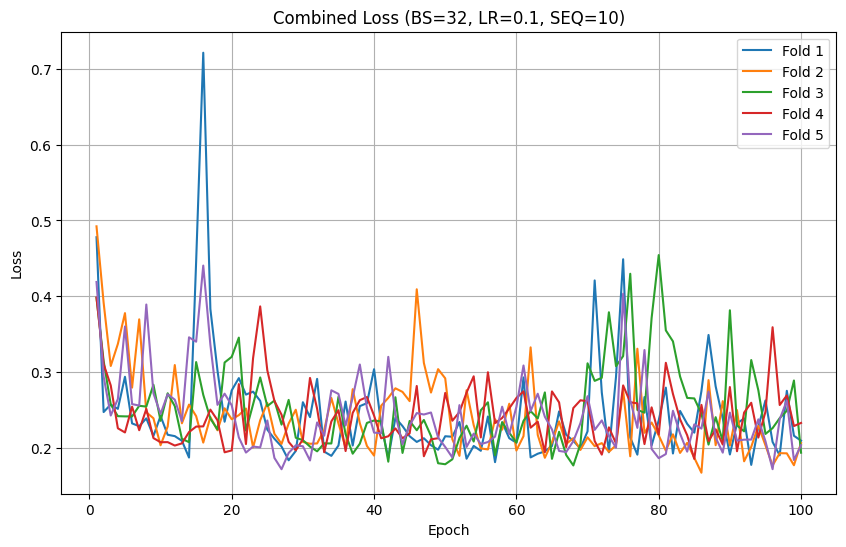 Combined Loss (BS=32, LR=0.1, SEQ=10)
Fold 1
Fold 2
Fold 3
Fold 4
Fold 5
Loss
0.7
0.6
0.5
0.4
0.3
0.2
0
20
40
60
80
100
Epoch